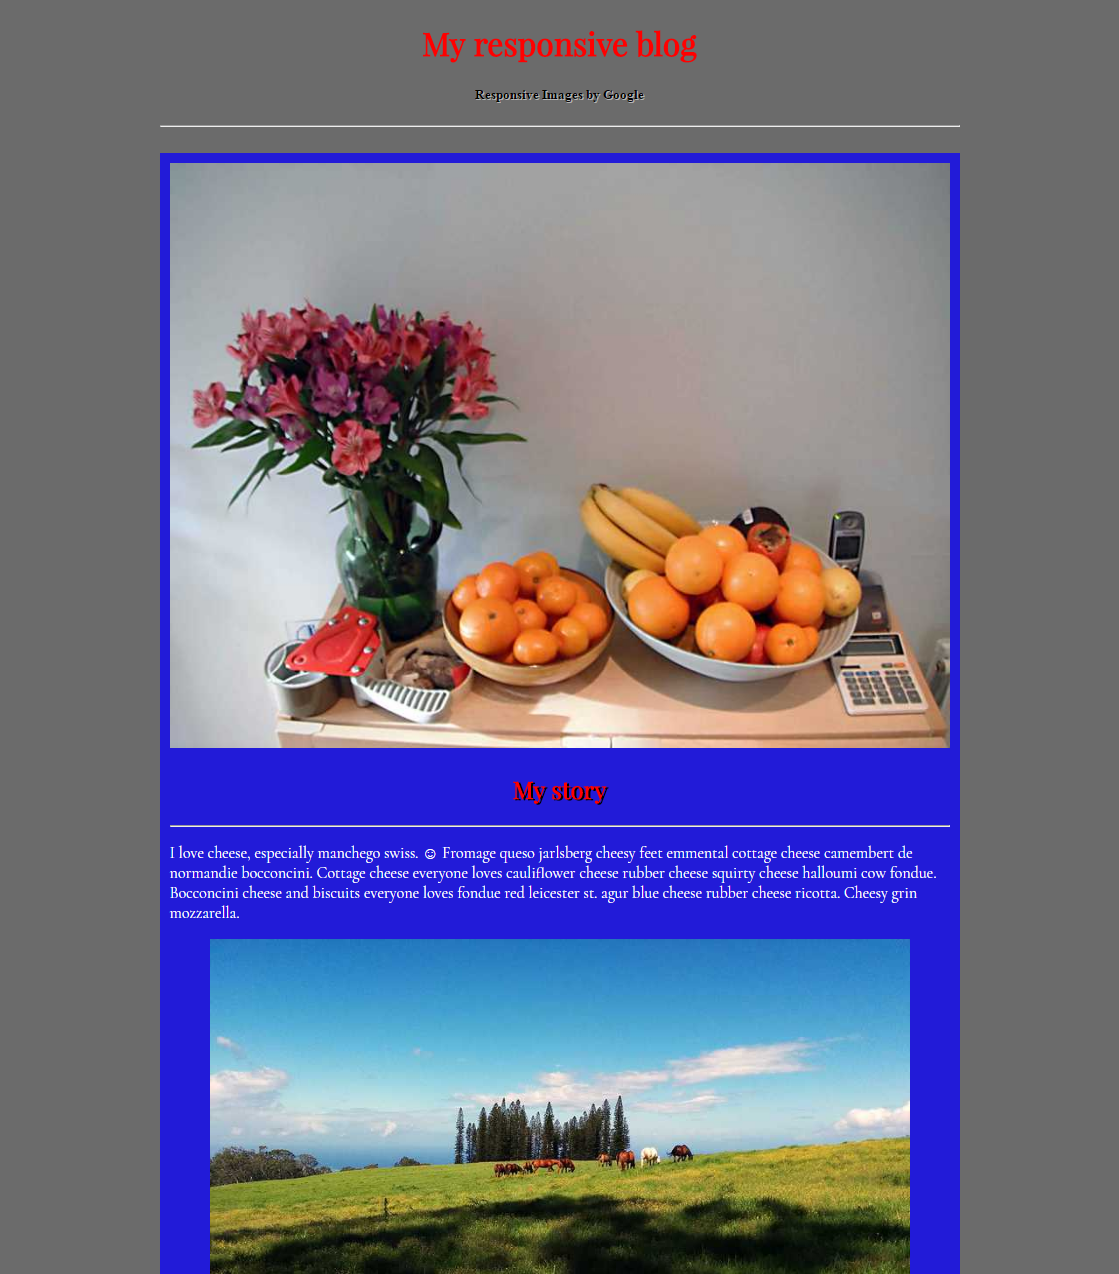 My responsive blog
Responsive Images by Google
My story
I love cheese, especially manchego swiss. ☺ Fromage queso jarlsberg cheesy feet emmental cottage cheese camembert de
normandie bocconcini. Cottage cheese everyone loves cauliflower cheese rubber cheese squirty cheese halloumi cow fondue.
Bocconcini cheese and biscuits everyone loves fondue red leicester st. agur blue cheese rubber cheese ricotta. Cheesy grin
mozzarella.